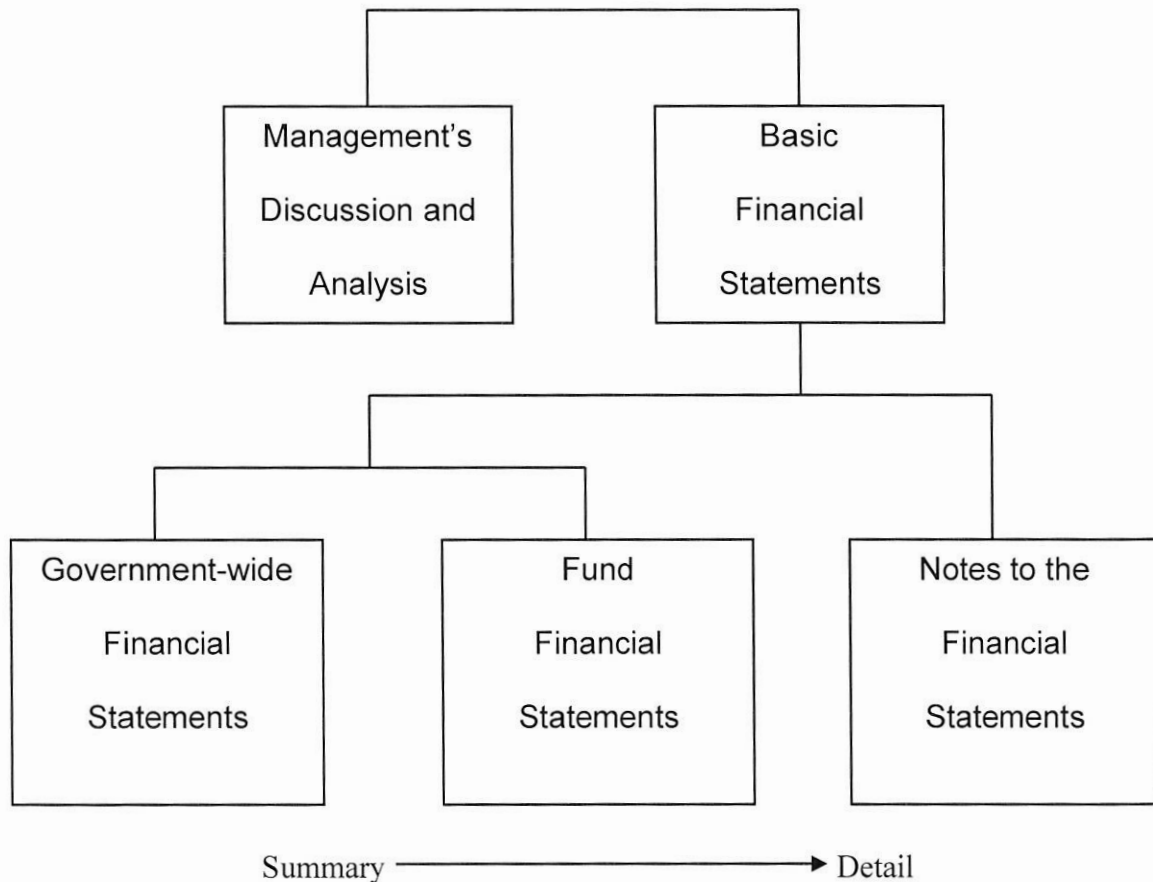 Management's
Discussion and
Analysis
Basic
Financial
Statements
Government-wide
Financial
Statements
Fund
Financial
Statements
Notes to the
Financial
Statements
Summary
Detail